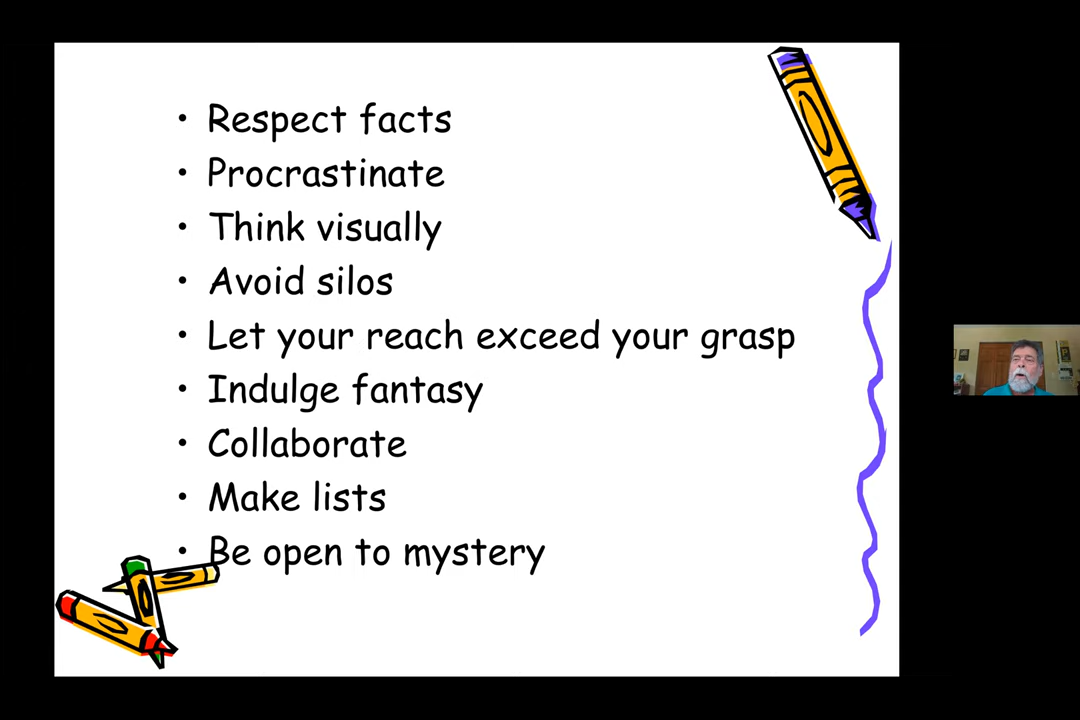 • Respect facts
• Procrastinate
• Think visually
• Avoid silos
• Let your reach exceed your grasp
• Indulge fantasy
• Collaborate
• Make lists
• Be open to mystery